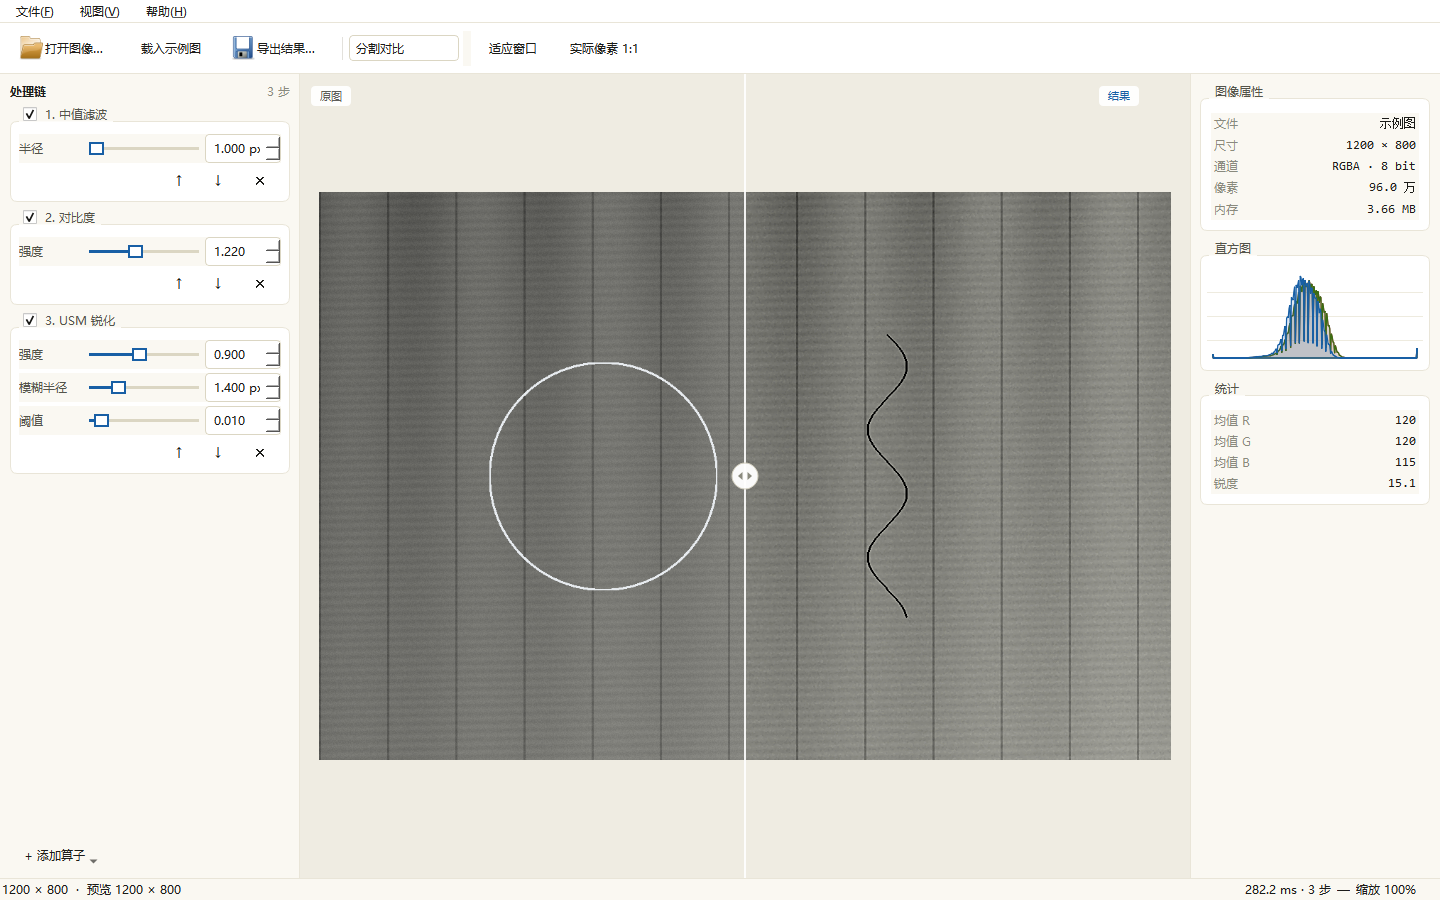 文件(F) 视图(V) 帮助(H)
打开图像... 载入示例图 导出结果... 分割对比 适应窗口 实际像素 1:1
处理链 3 步
1. 中值滤波
半径 1.000 px
↑ ↓ ×
2. 对比度
强度 1.220
↑ ↓ ×
3. USM 锐化
强度 0.900
模糊半径 1.400 px
阈值 0.010
↑ ↓ ×
+ 添加算子
原图 结果
图像属性
文件 示例图
尺寸 1200 × 800
通道 RGBA · 8 bit
像素 96.0 万
内存 3.66 MB
直方图
统计
均值 R 120
均值 G 120
均值 B 115
锐度 15.1
1200 × 800 · 预览 1200 × 800
282.2 ms · 3 步 — 缩放 100%